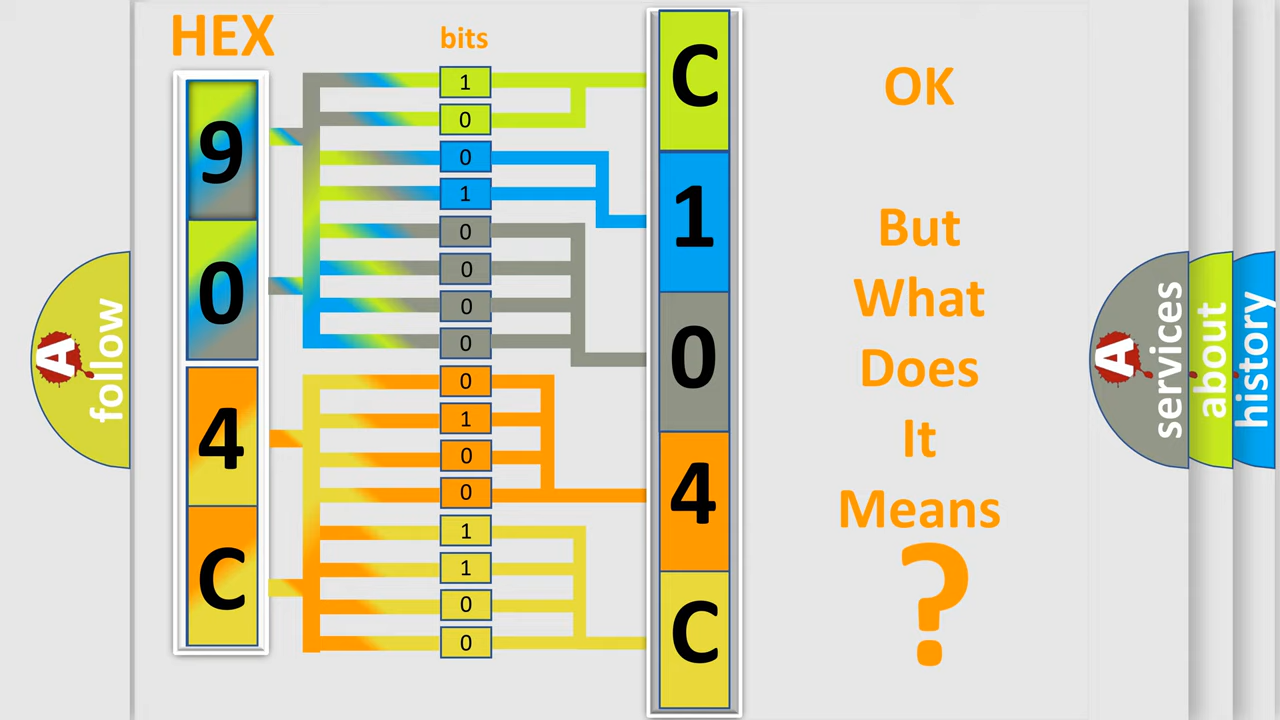 HEX
bits
9
0
4
C
1
0
0
1
0
0
0
0
0
1
0
0
1
1
0
0
C
1
0
4
C
OK
But
What
Does
It
Means
?
A
follow
A
services
about
history